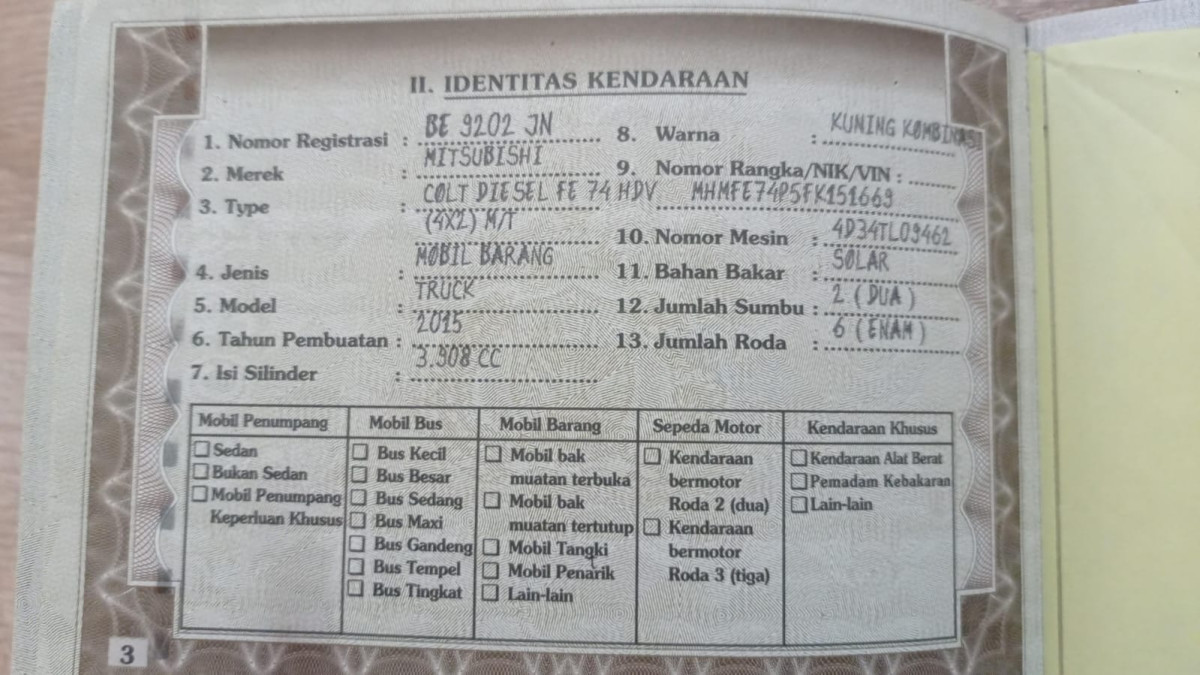 II. IDENTITAS KENDARAAN
1. Nomor Registrasi : BE 9202 JN
2. Merek : MITSUBISHI
3. Type : COLT DIESEL FE 74 HDV
(4X2) M/T
4. Jenis : MOBIL BARANG
5. Model : TRUCK
6. Tahun Pembuatan : 2015
7. Isi Silinder : 3.908 CC
8. Warna : KUNING KOMBINASI
9. Nomor Rangka/NIK/VIN :
MHMFE74P5FK151669
10. Nomor Mesin : 4D34TL09462
11. Bahan Bakar : SOLAR
12. Jumlah Sumbu : 2 (DUA)
13. Jumlah Roda : 6 (ENAM)
Mobil Penumpang
Sedan
Bukan Sedan
Mobil Penumpang
Keperluan Khusus
Mobil Bus
Bus Kecil
Bus Besar
Bus Sedang
Bus Maxi
Bus Gandeng
Bus Tempel
Bus Tingkat
Mobil Barang
Mobil bak
muatan terbuka
Mobil bak
muatan tertutup
Mobil Tangki
Mobil Penarik
Lain-lain
Sepeda Motor
Kendaraan
bermotor
Roda 2 (dua)
Kendaraan
bermotor
Roda 3 (tiga)
Kendaraan Khusus
Kendaraan Alat Berat
Pemadam Kebakaran
Lain-lain
3